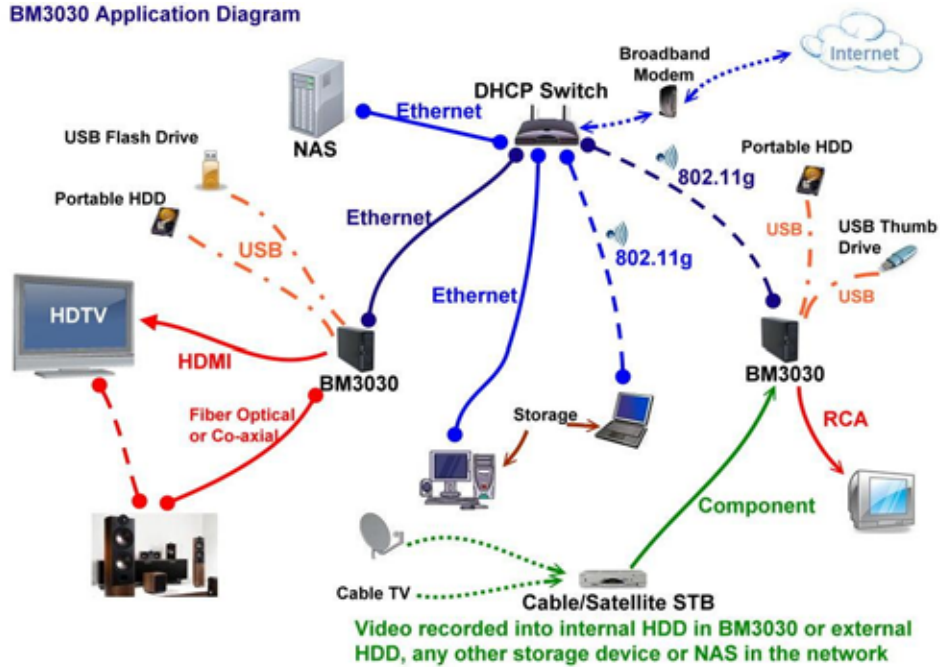 BM3030 Application Diagram
Internet
Broadband
Modem
DHCP Switch
Ethernet
NAS
USB Flash Drive
Portable HDD
802.11g
Portable HDD
USB
USB Thumb
Drive
USB
Ethernet
USB
802.11g
Ethernet
HDTV
HDMI
BM3030
BM3030
Fiber Optical
or Co-axial
Storage
RCA
Component
Cable TV
Cable/Satellite STB
Video recorded into internal HDD in BM3030 or external
HDD, any other storage device or NAS in the network